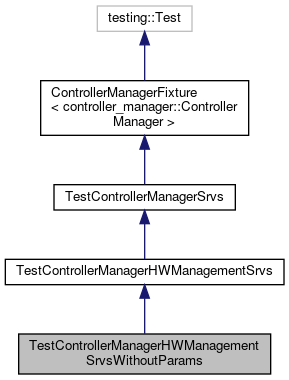 testing::Test
ControllerManagerFixture
< controller_manager::Controller
Manager >
TestControllerManagerSrvs
TestControllerManagerHWManagementSrvs
TestControllerManagerHWManagement
SrvsWithoutParams